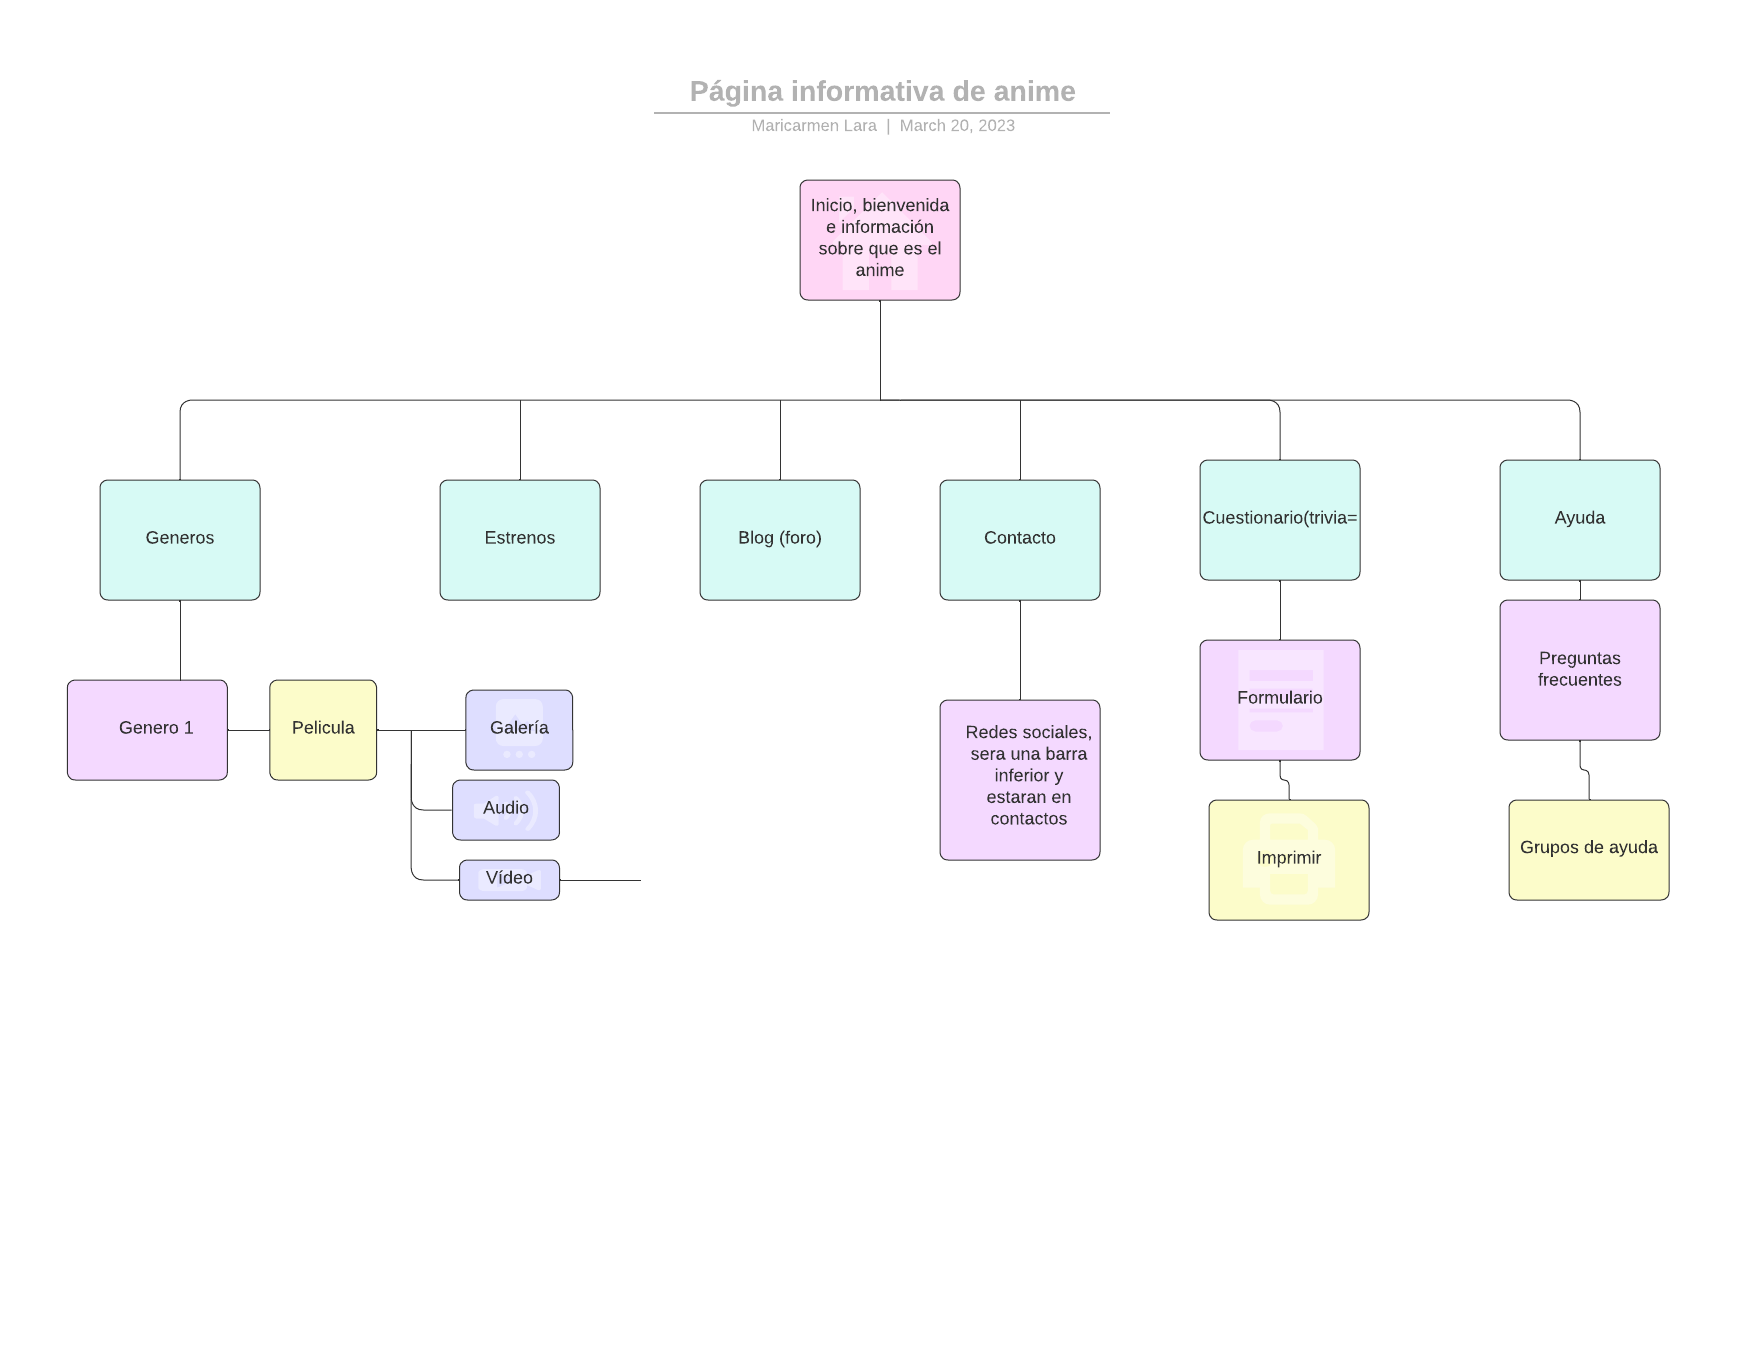 Página informativa de anime
Maricarmen Lara | March 20, 2023
Inicio, bienvenida
e información
sobre que es el
anime
Generos
Estrenos
Blog (foro)
Contacto
Cuestionario(trivia=
Ayuda
Genero 1
Pelicula
Galería
Audio
Vídeo
Redes sociales,
sera una barra
inferior y
estaran en
contactos
Formulario
Imprimir
Preguntas
frecuentes
Grupos de ayuda